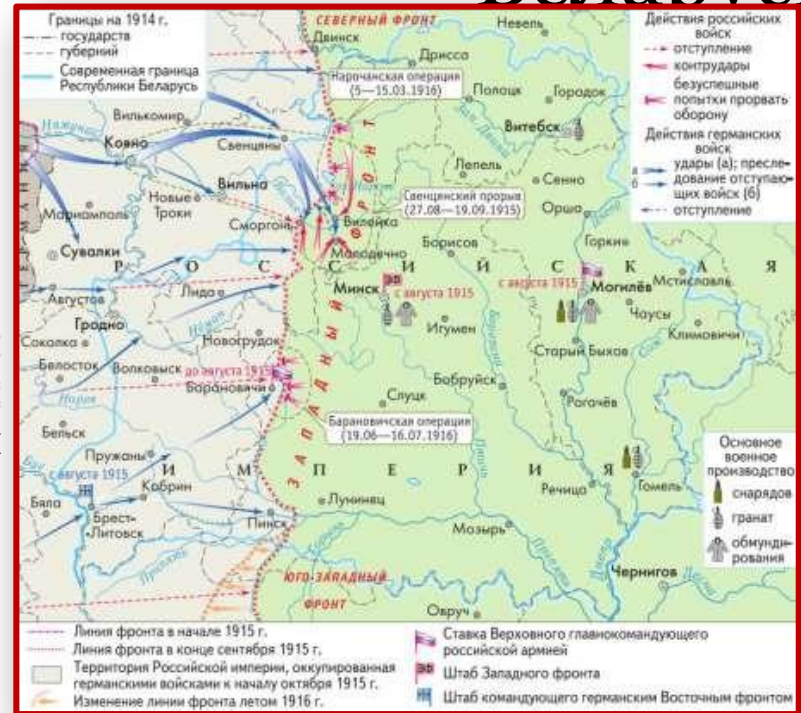 Границы на 1914 г.
государств
губерний
Современная граница
Республики Беларусь
СЕВЕРНЫЙ ФРОНТ
Невель
Двинск
Дрисса
Нарочанская операция
(5—15.03.1916)
Полоцк
Городок
Вилькомир
Витебск
Ковно
Свенцяны
Лепель
Сенно
Вильна
Новые
Троки
Мариамполь
Свенцянский прорыв
(27.08—19.09.1915)
Сморгонь
Вилейка
Орша
Молодечно
Борисов
Горки
Сувалки
РОССИЙСКАЯ
Минск
с августа 1915
с августа 1915
Могилёв
Мстиславль
Августов
Лида
Чаусы
Гродно
Игумен
Климовичи
Новогрудок
Соколка
Старый Быхов
Белосток
Волковыск
до августа 1915
Барановичи
Бобруйск
Слуцк
Рогачёв
Барановичская операция
(19.06—16.07.1916)
Бельск
Пружаны
ИМПЕРИЯ
ЗАПАДНЫЙ ФРОНТ
с августа 1915
Кобрин
Бяла
Брест-
Литовск
Лунинец
Речица
Гомель
Пинск
Мозырь
Чернигов
ЮГО-ЗАПАДНЫЙ
ФРОНТ
Овруч
Действия российских
войск
отступление
контрудары
безуспешные
попытки прорвать
оборону
Действия германских
войск
а
б
удары (а); пресле-
дование отступаю-
щих войск (б)
отступление
Основное
военное
производство
снарядов
гранат
обмунди-
рования
Линия фронта в начале 1915 г.
Линия фронта в конце сентября 1915 г.
Территория Российской империи, оккупированная
германскими войсками к началу октября 1915 г.
Изменение линии фронта летом 1916 г.
Ставка Верховного главнокомандующего
российской армией
Штаб Западного фронта
Штаб командующего германским Восточным фронтом